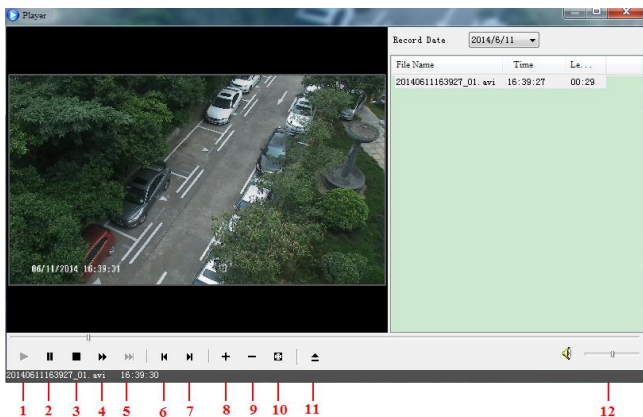 Player
Record Date 2014/6/11
File Name Time Le...
20140611163927_01.avi 16:39:27 00:29
06/11/2014 16:39:31
20140611163927_01.avi 16:39:30
1 2 3 4 5 6 7 8 9 10 11 12